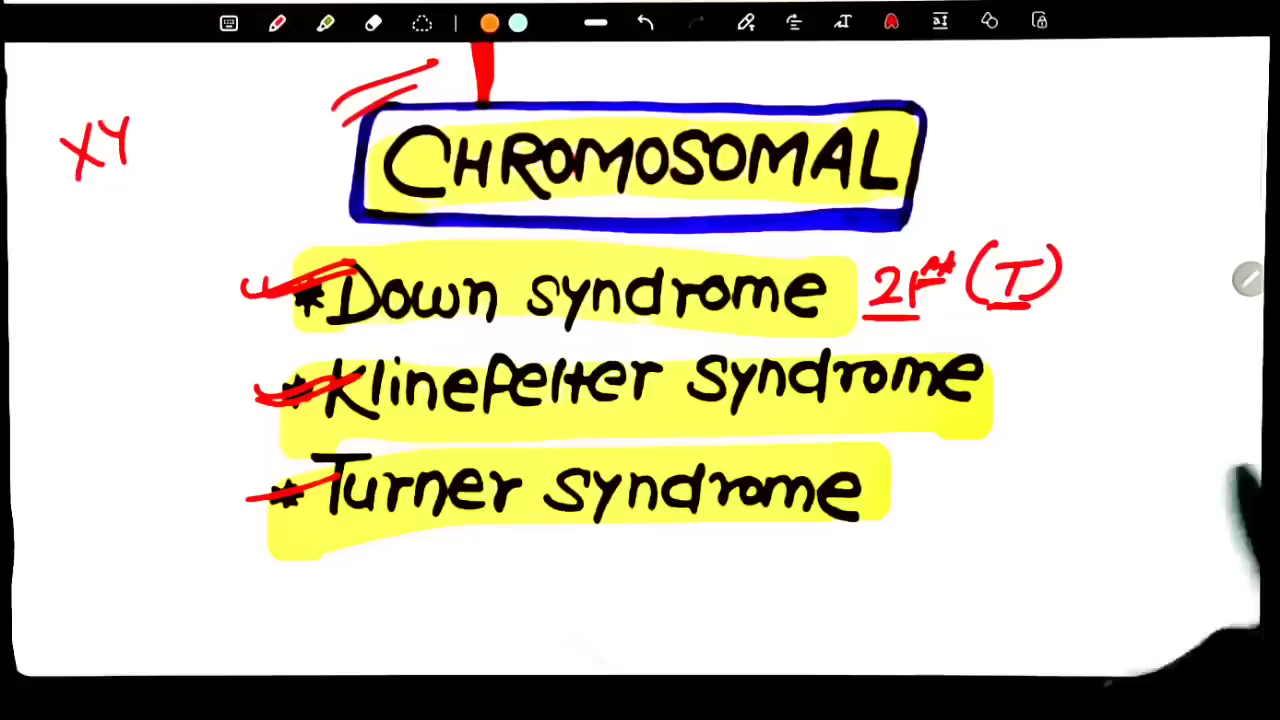 XY
CHROMOSOMAL
*Down syndrome 21st (T)
*Klinefelter syndrome
*Turner syndrome